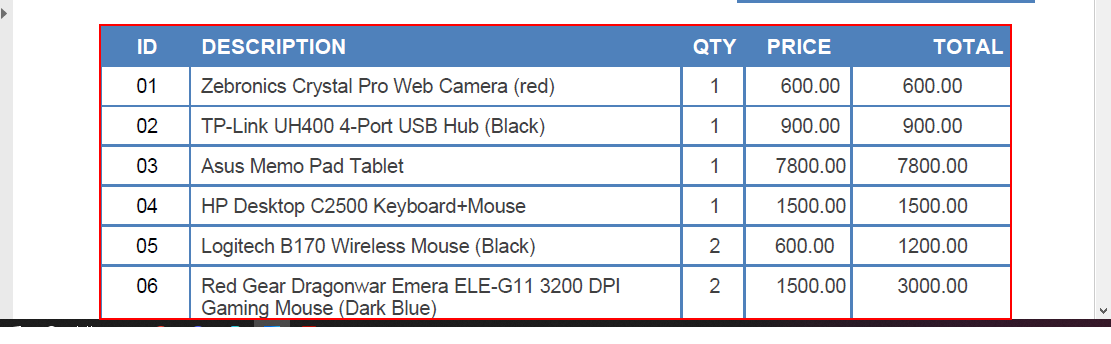 ID DESCRIPTION QTY PRICE TOTAL
01 Zebronics Crystal Pro Web Camera (red) 1 600.00 600.00
02 TP-Link UH400 4-Port USB Hub (Black) 1 900.00 900.00
03 Asus Memo Pad Tablet 1 7800.00 7800.00
04 HP Desktop C2500 Keyboard+Mouse 1 1500.00 1500.00
05 Logitech B170 Wireless Mouse (Black) 2 600.00 1200.00
06 Red Gear Dragonwar Emera ELE-G11 3200 DPI 2 1500.00 3000.00
Gaming Mouse (Dark Blue)